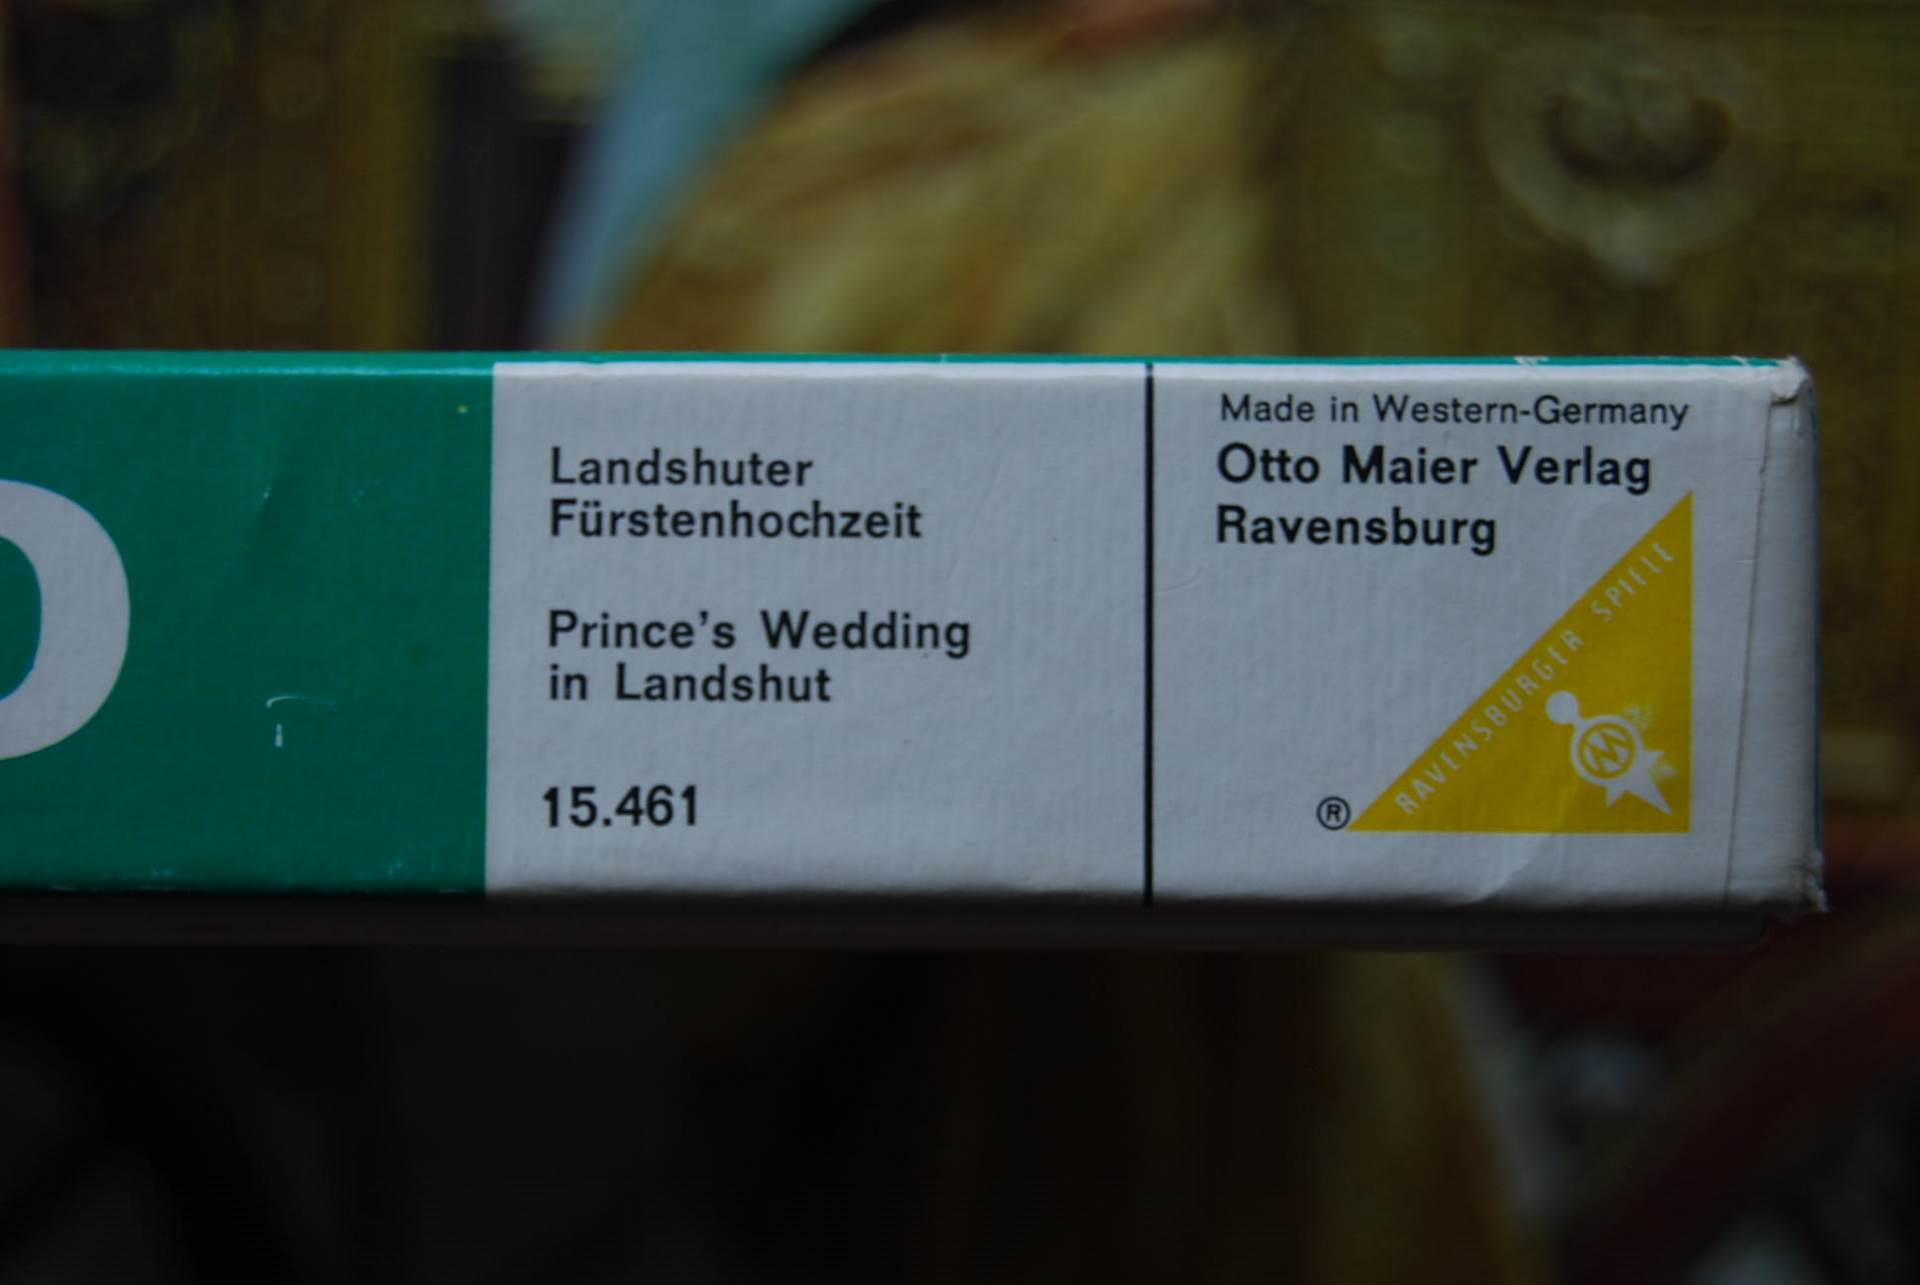 Landshuter
Fürstenhochzeit
Prince's Wedding
in Landshut
15.461
Made in Western-Germany
Otto Maier Verlag
Ravensburg
RAVENSBURGER SPIELE
®